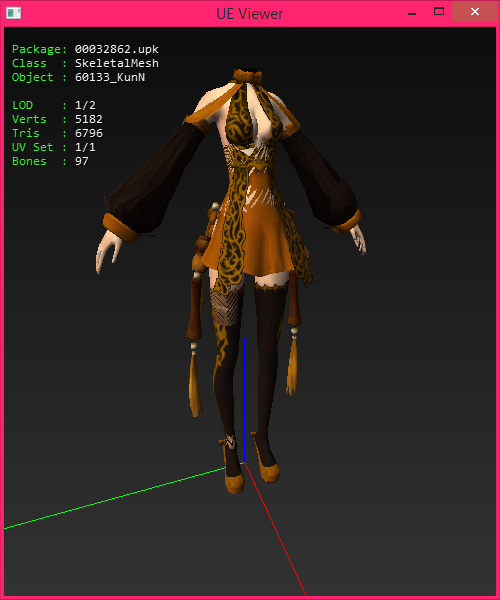 UE Viewer
Package: 00032862.upk
Class : SkeletalMesh
Object : 60133_KunN
LOD : 1/2
Verts : 5182
Tris : 6796
UV Set : 1/1
Bones : 97